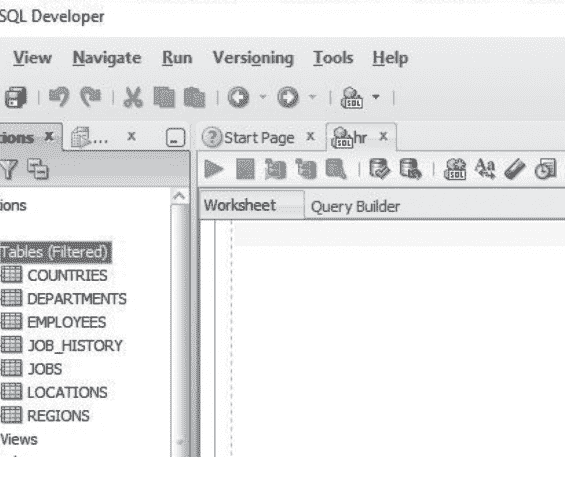 SQL Developer
View Navigate Run Versioning Tools Help
ions x ... x Start Page x hr x
ions
Worksheet Query Builder
Tables (Filtered)
COUNTRIES
DEPARTMENTS
EMPLOYEES
JOB_HISTORY
JOBS
LOCATIONS
REGIONS
Views